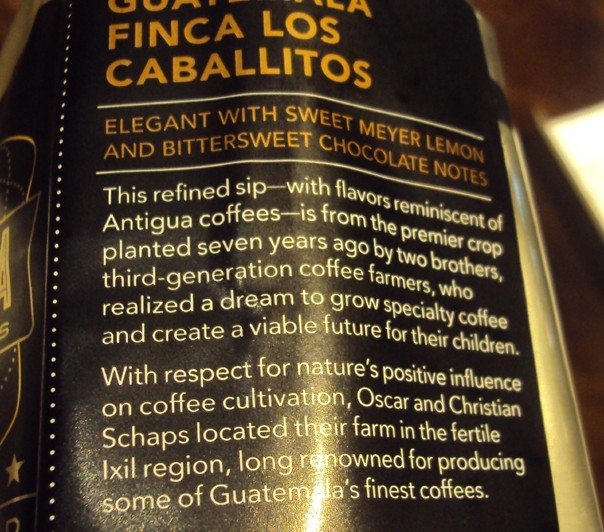 GUATEMALA
FINCA LOS
CABALLITOS
ELEGANT WITH SWEET MEYER LEMON
AND BITTERSWEET CHOCOLATE NOTES
This refined sip—with flavors reminiscent of
Antigua coffees—is from the premier crop
planted seven years ago by two brothers,
third-generation coffee farmers, who
realized a dream to grow specialty coffee
and create a viable future for their children.
With respect for nature's positive influence
on coffee cultivation, Oscar and Christian
Schaps located their farm in the fertile
Ixil region, long renowned for producing
some of Guatemala's finest coffees.